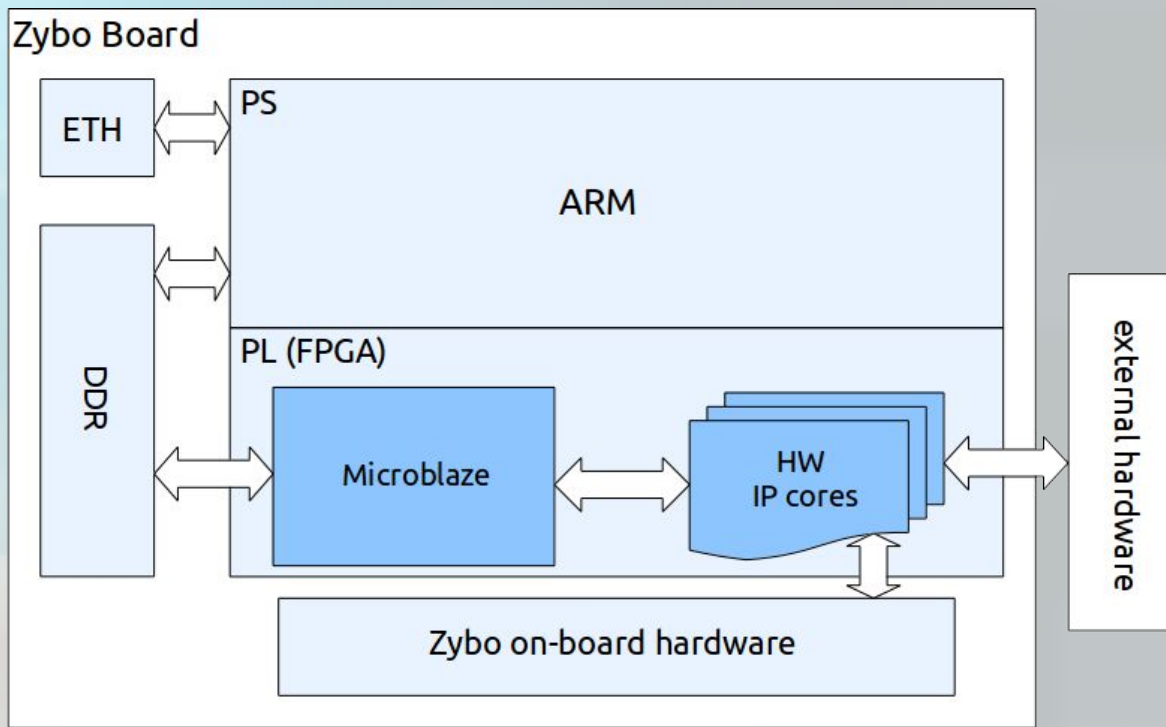 Zybo Board
ETH
PS
ARM
DDR
PL (FPGA)
Microblaze
HW
IP cores
external hardware
Zybo on-board hardware